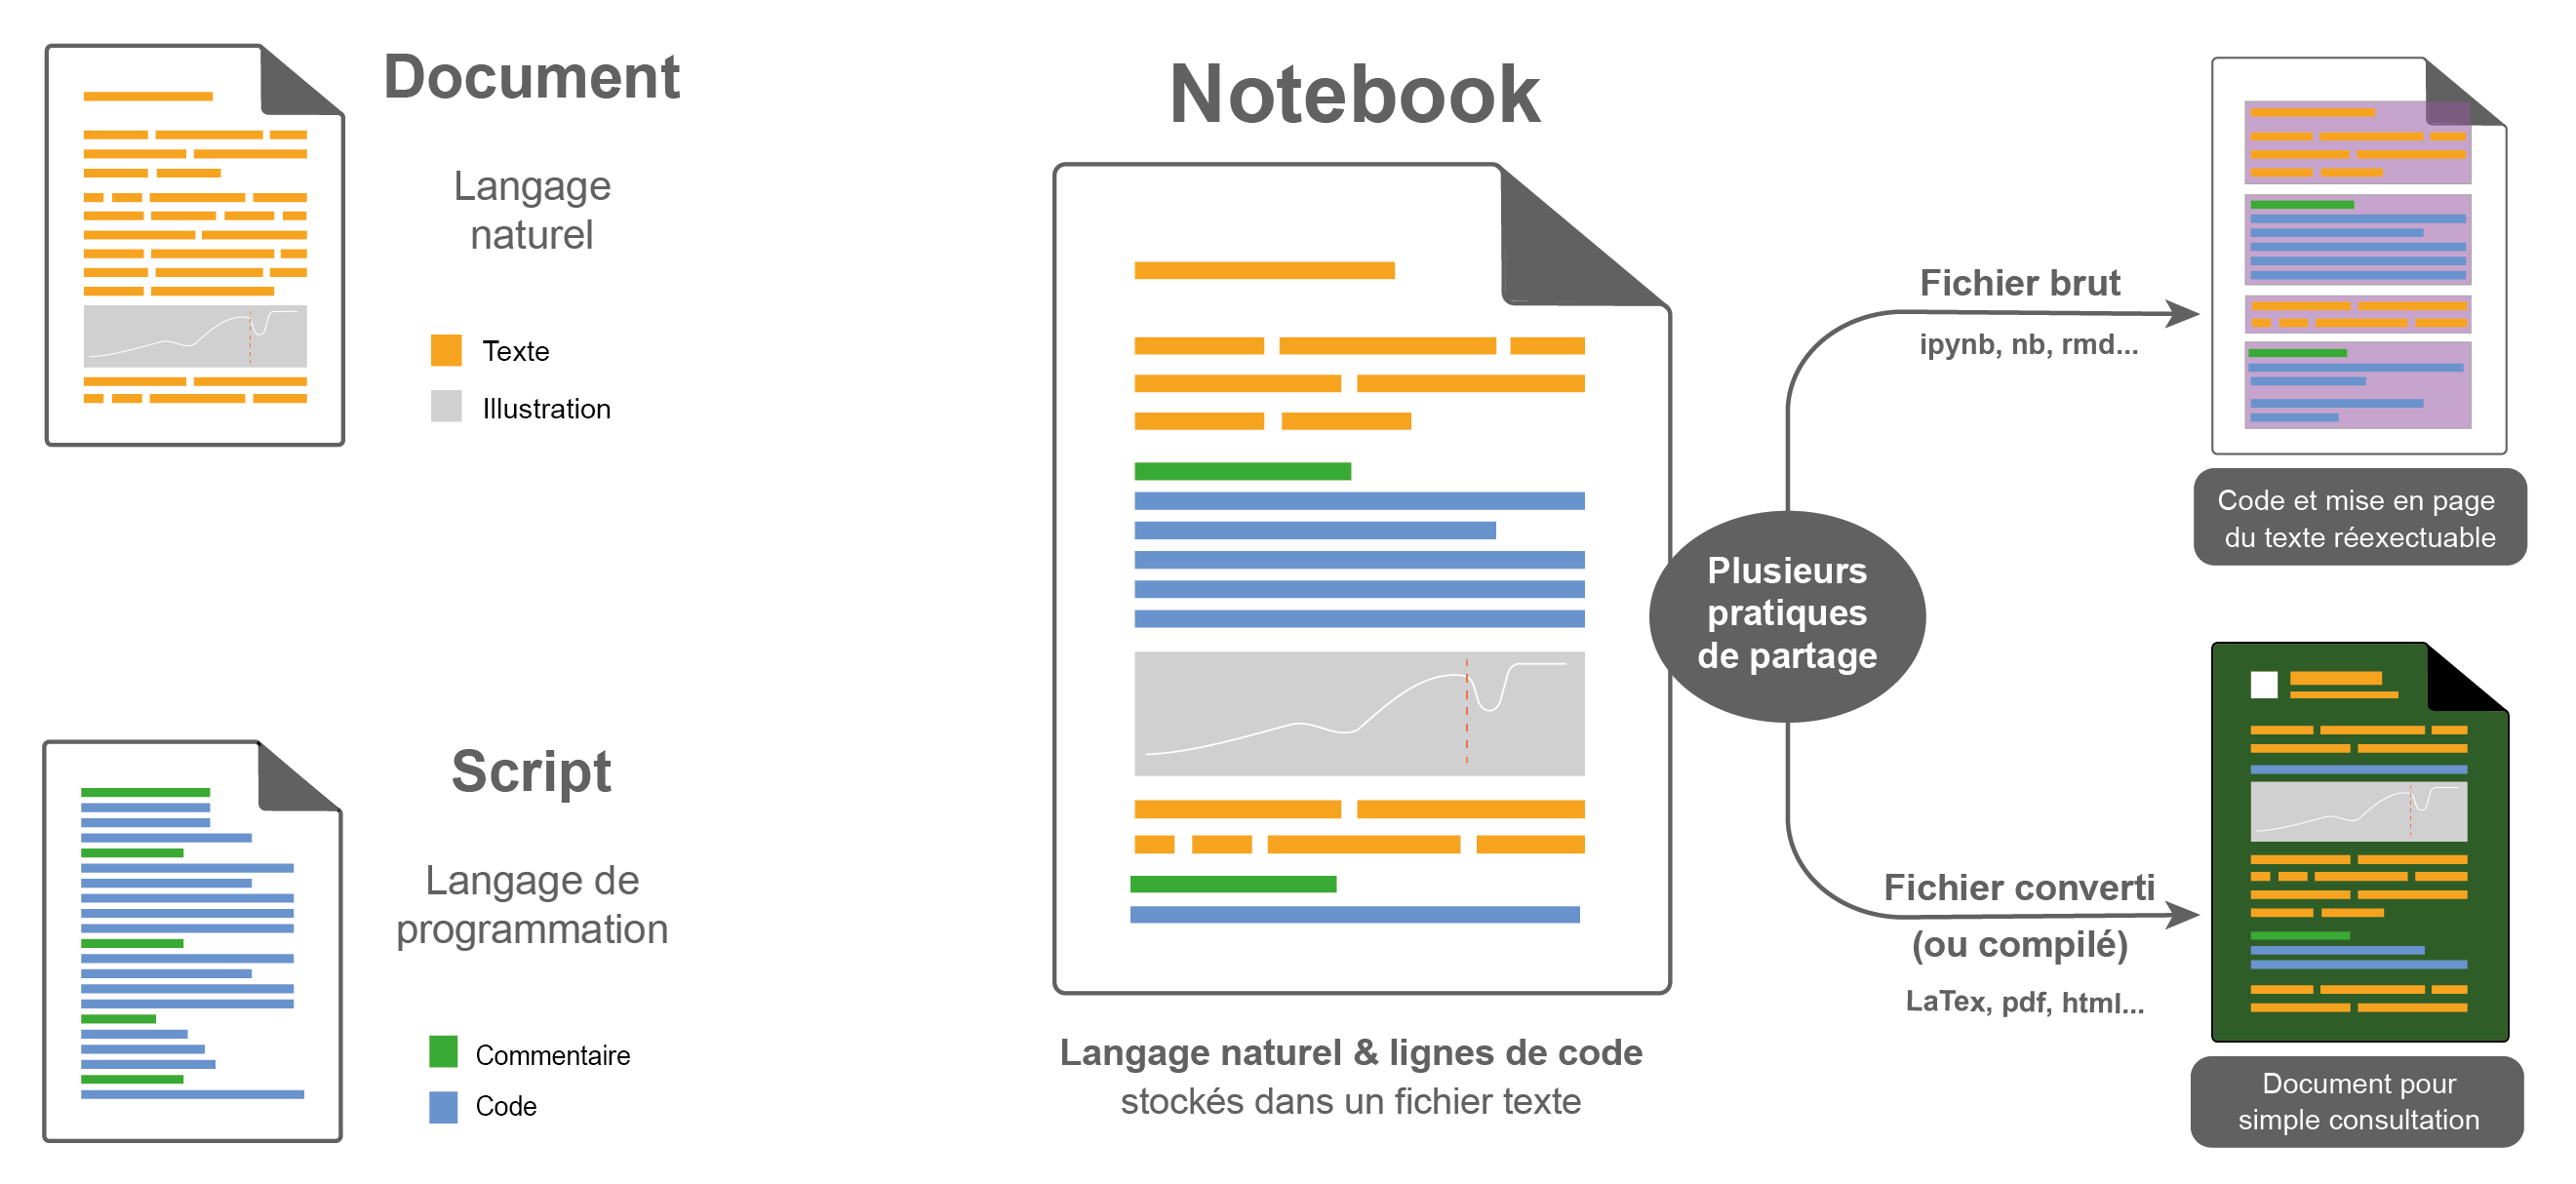 Document
Langage
naturel
Texte
Illustration
Script
Langage de
programmation
Commentaire
Code
Notebook
Langage naturel & lignes de code
stockés dans un fichier texte
Plusieurs
pratiques
de partage
Fichier brut
ipynb, nb, rmd...
Code et mise en page
du texte réexectuable
Fichier converti
(ou compilé)
LaTex, pdf, html...
Document pour
simple consultation